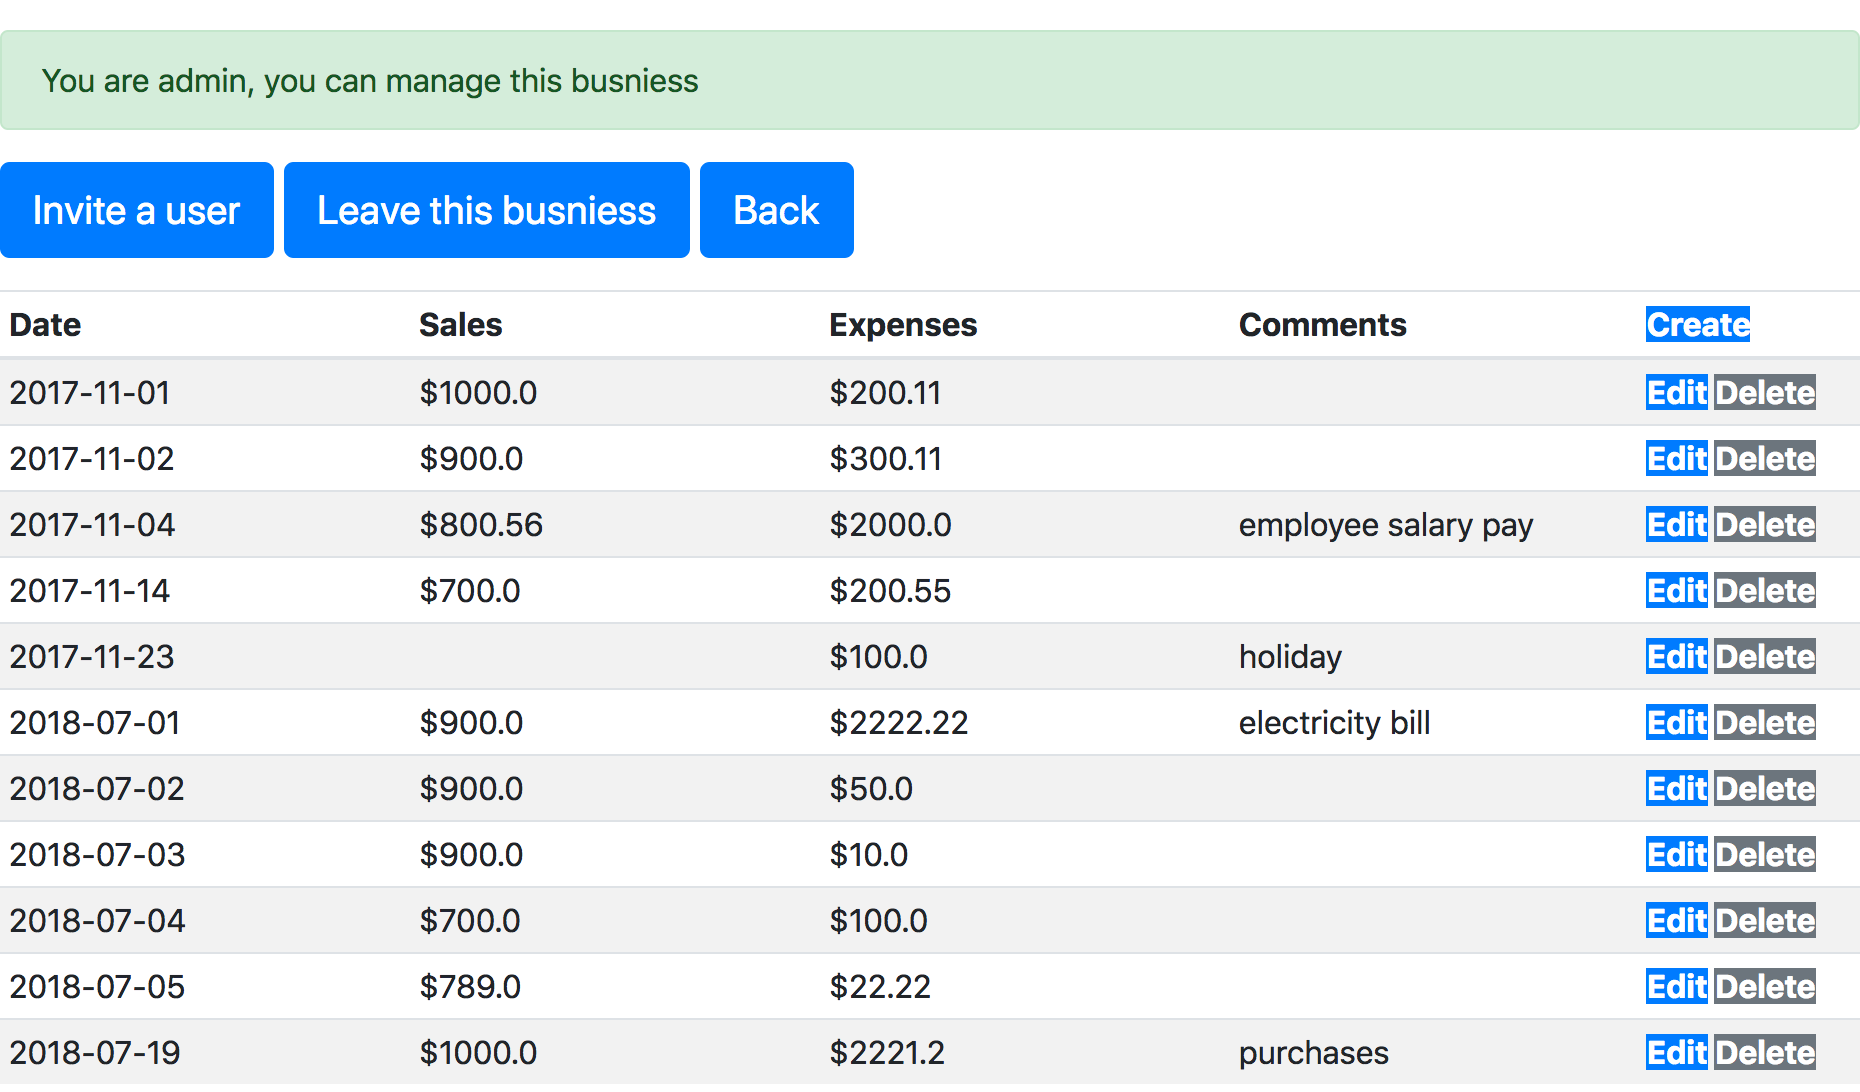 You are admin, you can manage this busniess
Invite a user Leave this busniess Back
Date Sales Expenses Comments Create
2017-11-01 $1000.0 $200.11 Edit Delete
2017-11-02 $900.0 $300.11 Edit Delete
2017-11-04 $800.56 $2000.0 employee salary pay Edit Delete
2017-11-14 $700.0 $200.55 Edit Delete
2017-11-23 $100.0 holiday Edit Delete
2018-07-01 $900.0 $2222.22 electricity bill Edit Delete
2018-07-02 $900.0 $50.0 Edit Delete
2018-07-03 $900.0 $10.0 Edit Delete
2018-07-04 $700.0 $100.0 Edit Delete
2018-07-05 $789.0 $22.22 Edit Delete
2018-07-19 $1000.0 $2221.2 purchases Edit Delete